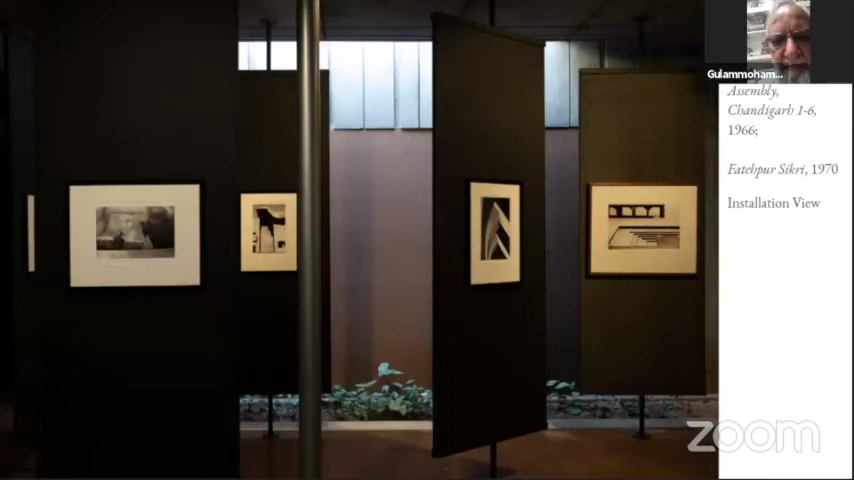 Gulammoham...
Assembly,
Chandigarh 1-6,
1966;
Fatehpur Sikri, 1970
Installation View
zoom